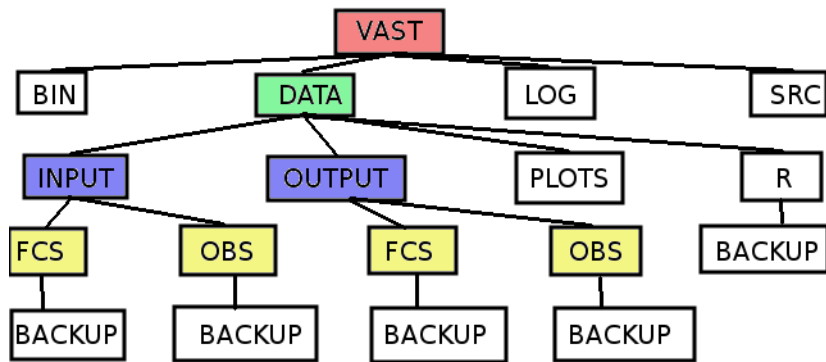 VAST
BIN
DATA
LOG
SRC
INPUT
OUTPUT
PLOTS
R
FCS
OBS
FCS
OBS
BACKUP
BACKUP
BACKUP
BACKUP
BACKUP